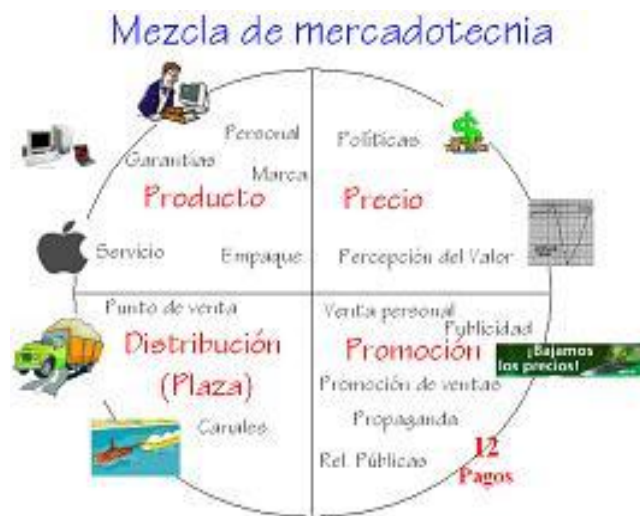 Mezcla de mercadotecnia
Personal
Garantías
Marca
Producto
Servicio
Empaque
Políticas
Precio
Percepción del Valor
Punto de venta
Distribución
(Plaza)
Canales
Venta personal
Publicidad
Promoción
¡Bajamos
los precios!
Promoción de ventas
Propaganda
Rel. Públicas
12
Pagos